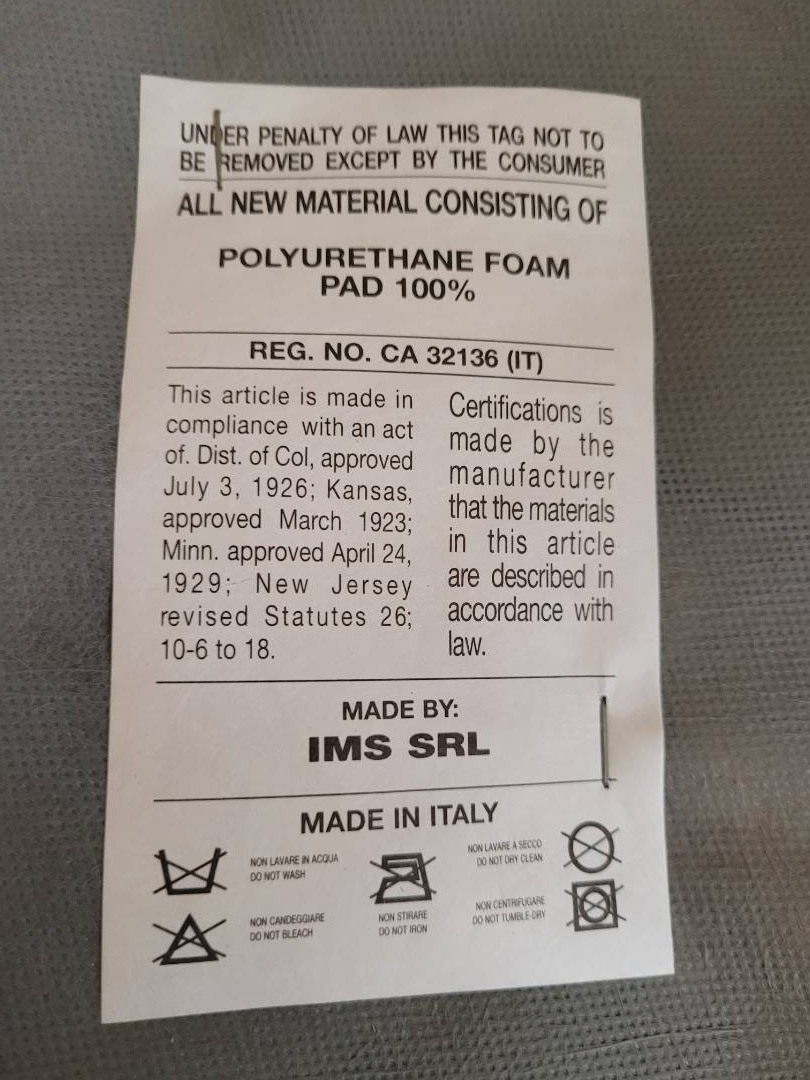 UNDER PENALTY OF LAW THIS TAG NOT TO
BE REMOVED EXCEPT BY THE CONSUMER
ALL NEW MATERIAL CONSISTING OF
POLYURETHANE FOAM
PAD 100%
REG. NO. CA 32136 (IT)
This article is made in
compliance with an act
of. Dist. of Col, approved
July 3, 1926; Kansas,
approved March 1923;
Minn. approved April 24,
1929; New Jersey
revised Statutes 26;
10-6 to 18.
Certifications is
made by the
manufacturer
that the materials
in this article
are described in
accordance with
law.
MADE BY:
IMS SRL
MADE IN ITALY
NON LAVARE IN ACQUA
DO NOT WASH
NON CANDEGGIARE
DO NOT BLEACH
NON STIRARE
DO NOT IRON
NON LAVARE A SECCO
DO NOT DRY CLEAN
NON CENTRIFUGARE
DO NOT TUMBLE-DRY